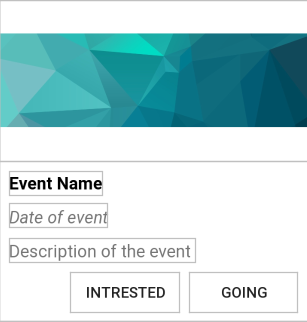 Event Name
Date of event
Description of the event
INTRESTED
GOING